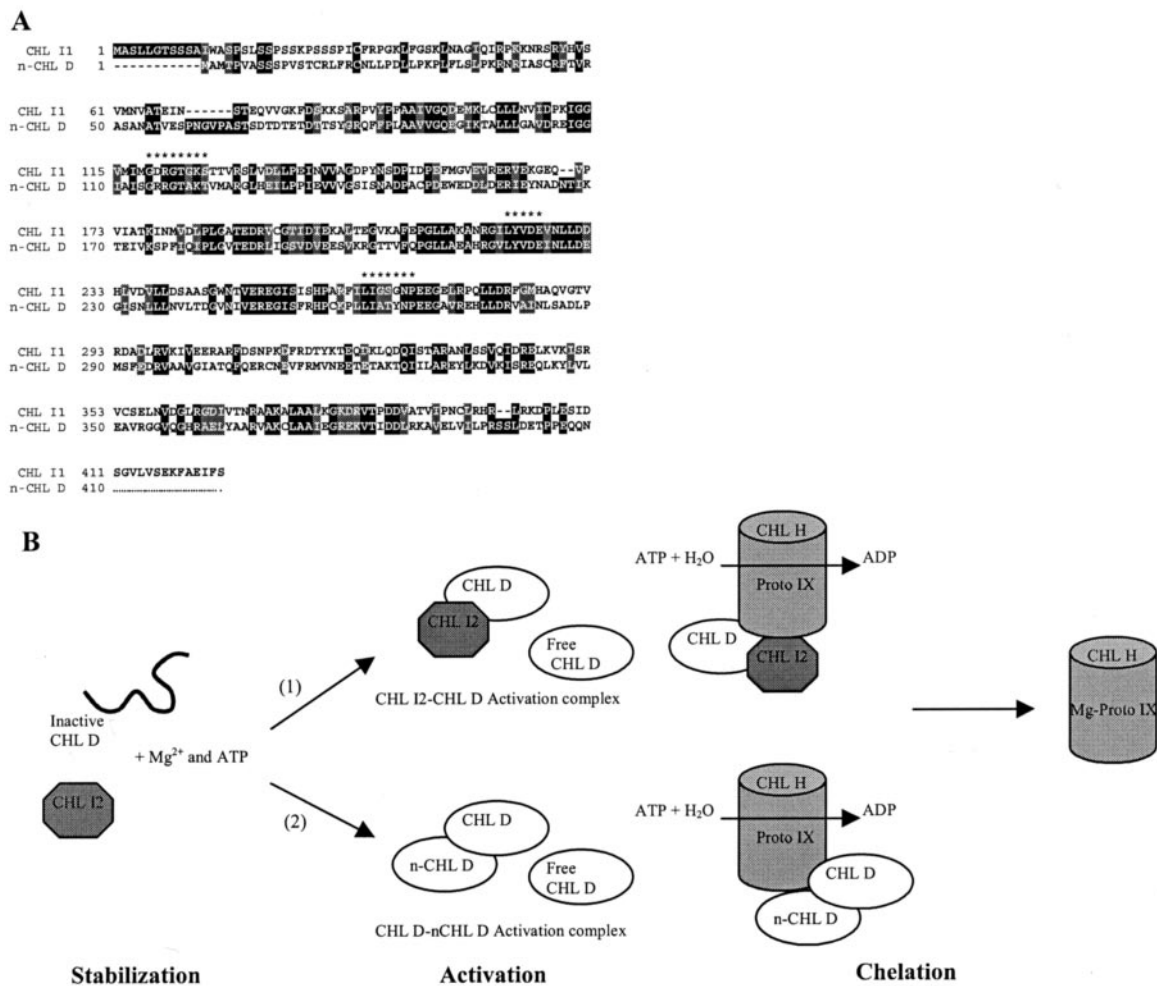 A
CHL I1 1 MASLLGTSSSAIWASPSLSSPSSKPSSSPICFRPGKLFGSKLNAGIQIRPKKNRSRYHVS
n-CHL D 1 -----------MAMTPVASSSPVSTCRLFRCNLLPDLLPKPLFLSLPKRNRIASCRFTVR
CHL I1 61 VMNVATEIN------STEQVVGKFDSKKSARPVYPFAAIVGQDEMKLCLLLNVIDPKIGG
n-CHL D 50 ASANATVESPNGVPASTSDTDTETDTTSYGRQFFPLAAVVGQEGIKTALLLGAVDREIGG
********
CHL I1 115 VMIMGDRGTGKSTTVRSLVDLLPEINVVAGDPYNSDPIDPEFMGVEVRERVEKGEQ--VP
n-CHL D 110 IAISGRRGTAKTVMARGLHEILPPIEVVVGSISNADPACPDEWEDDLDERIEYNADNTIK
*****
CHL I1 173 VIATKINMVDLPLGATEDRVCGTIDIEKALTEGVKAFEPGLLAKANRGILYVDEVNLLDD
n-CHL D 170 TEIVKSPFIQIPLGVTEDRLIGSVDVEESVKRGTTVFQPGLLAEAHRGVLYVDEINLLDE
*******
CHL I1 233 HLVDVLLDSAASGWNTVEREGISISHPARFILIGSGNPEEGELRPQLLDRFGMHAQVGTV
n-CHL D 230 GISNLLLNVLTDGVNIVEREGISFRHPCKPLLIATYNPEEGAVREHLLDRVAINLSADLP
CHL I1 293 RDADLRVKIVEERARFDSNPKDFRDTYKTEQDKLQDQISTARANLSSVQIDRELKVKISR
n-CHL D 290 MSFEDRVAAVGIATQFQERCNEVFRMVNEETETAKTQIILAREYLKDVKISREQLKYLVL
CHL I1 353 VCSELNVDGLRGDIVTNRAAKALAALKGKDRVTPDDVATVIPNCLRHR--LRKDPLESID
n-CHL D 350 EAVRGGVQGHRAELYAARVAKCLAAIEGREKVTIDDLRKAVELVILPRSSLDETPPEQQN
CHL I1 411 SGVLVSEKFAEIFS
n-CHL D 410 ...............
B
CHL H
ATP + H₂O
ADP
Proto IX
CHL D
CHL I2
Free
CHL D
CHL D
CHL I2
CHL I2-CHL D Activation complex
(1)
Inactive
CHL D
+ Mg²⁺ and ATP
CHL I2
(2)
CHL H
Mg-Proto IX
CHL D
n-CHL D
Free
CHL D
CHL D-nCHL D Activation complex
CHL H
ATP + H₂O
ADP
Proto IX
CHL D
n-CHL D
Stabilization
Activation
Chelation